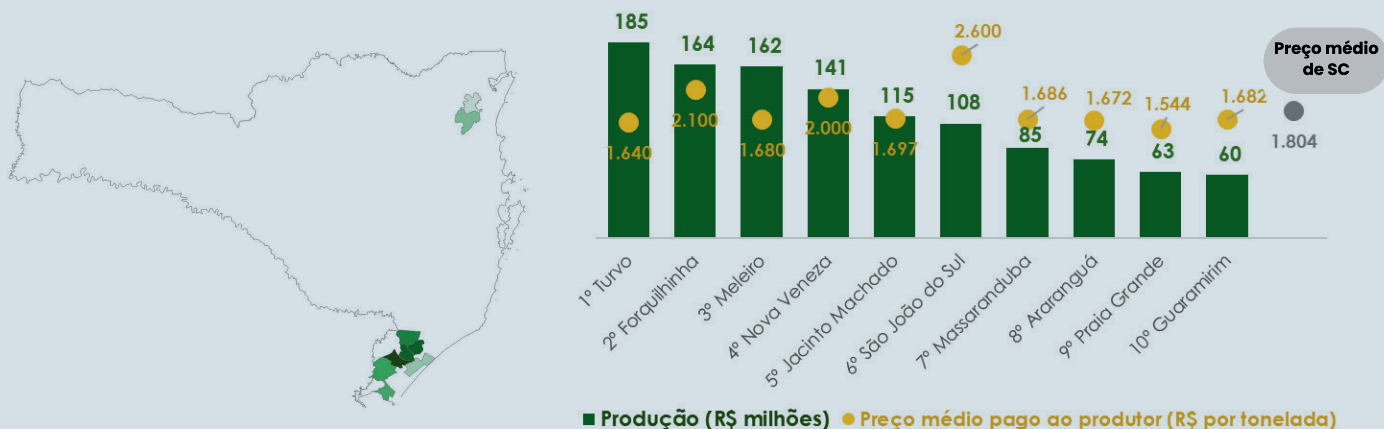 185
164
162
141
115
108
85
74
63
60
1.640
2.100
1.680
2.000
1.697
2.600
1.686
1.672
1.544
1.682
Preço médio
de SC
1.804
1º Turvo
2º Forquilhinha
3º Meleiro
4º Nova Veneza
5º Jacinto Machado
6º São João do Sul
7º Massaranduba
8º Araranguá
9º Praia Grande
10º Guaramirim
Produção (R$ milhões)
Preço médio pago ao produtor (R$ por tonelada)